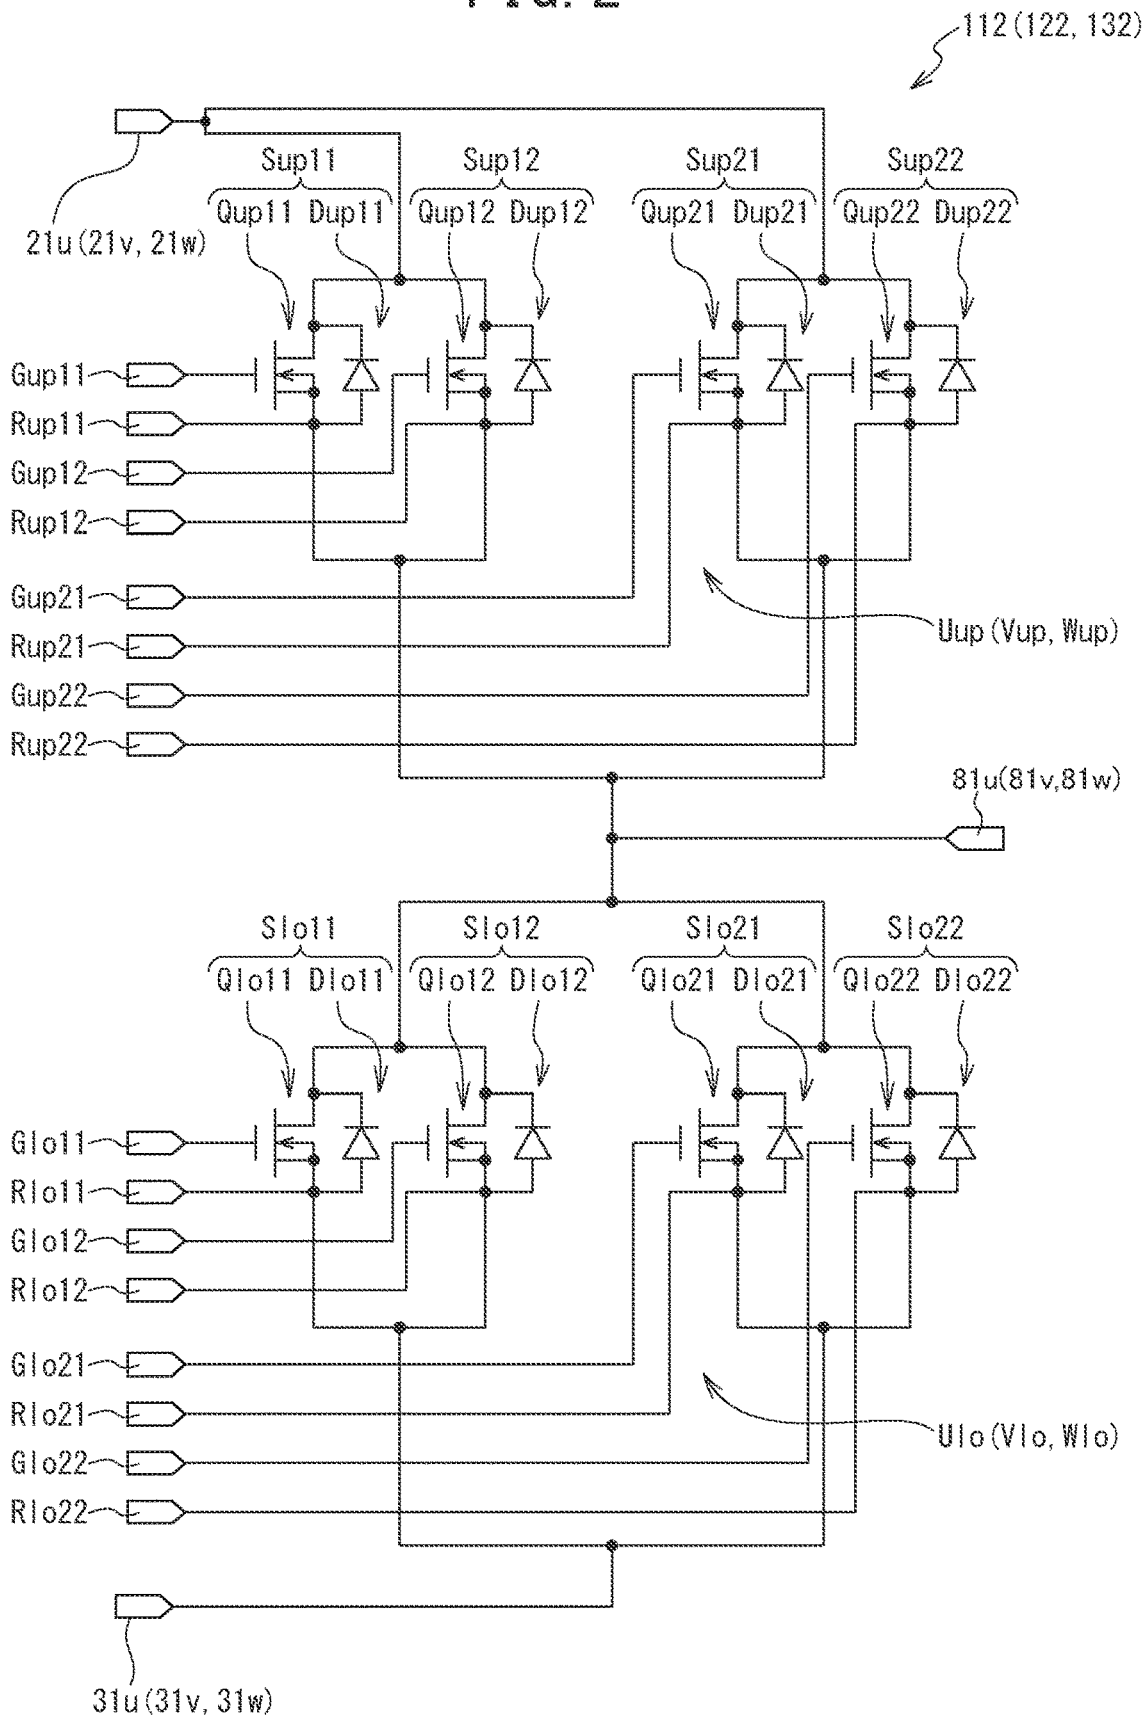 FIG. 2
112 (122, 132)
Sup11 Sup12 Sup21 Sup22
Qup11 Dup11 Qup12 Dup12 Qup21 Dup21 Qup22 Dup22
21u (21v, 21w)
Gup11
Rup11
Gup12
Rup12
Gup21
Uup (Vup, Wup)
Rup21
Gup22
Rup22
81u(81v,81w)
Slo11 Slo12 Slo21 Slo22
Qlo11 Dlo11 Qlo12 Dlo12 Qlo21 Dlo21 Qlo22 Dlo22
Glo11
Rlo11
Glo12
Rlo12
Glo21
Rlo21
Ulo (Vlo, Wlo)
Glo22
Rlo22
31u (31v, 31w)